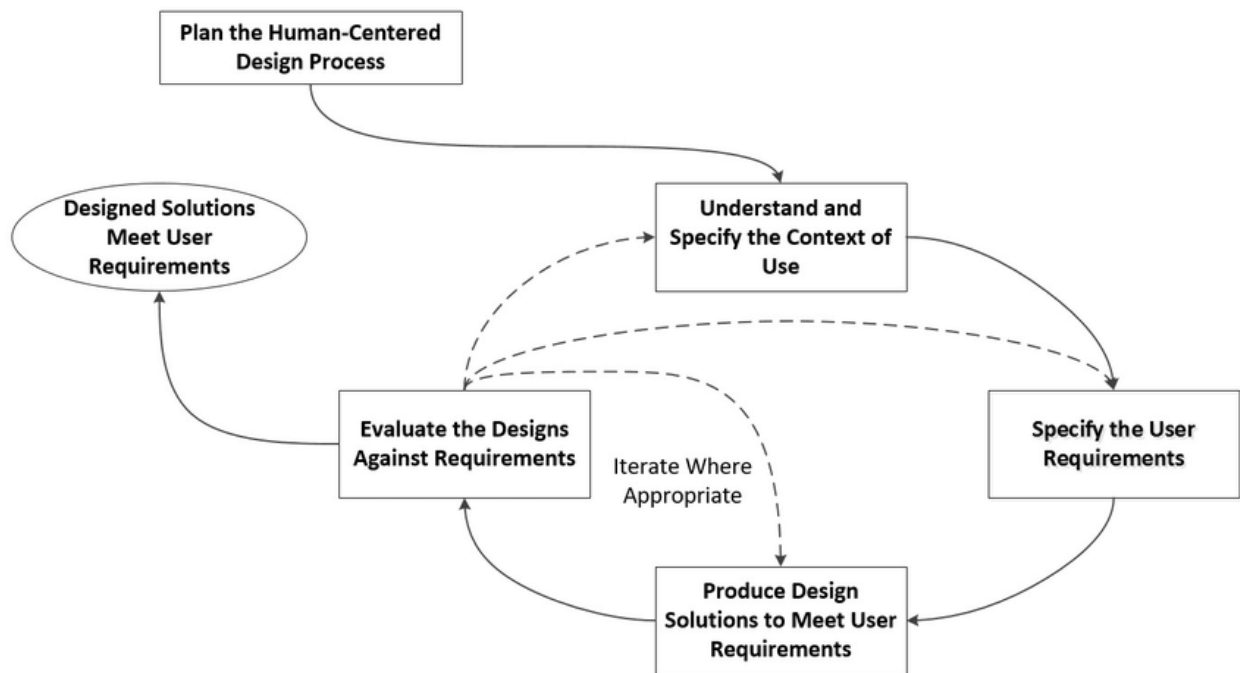 Plan the Human-Centered
Design Process
Designed Solutions
Meet User
Requirements
Understand and
Specify the Context of
Use
Evaluate the Designs
Against Requirements
Specify the User
Requirements
Iterate Where
Appropriate
Produce Design
Solutions to Meet User
Requirements